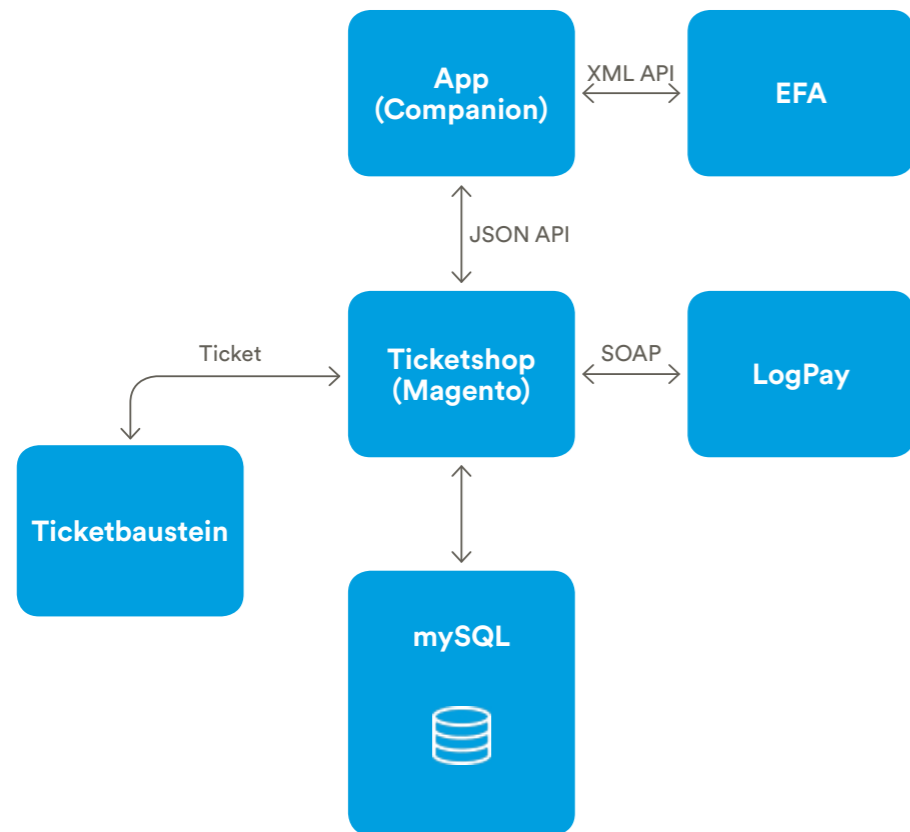 App
(Companion)
XML API
EFA
JSON API
Ticket
Ticketshop
(Magento)
SOAP
LogPay
Ticketbaustein
mySQL